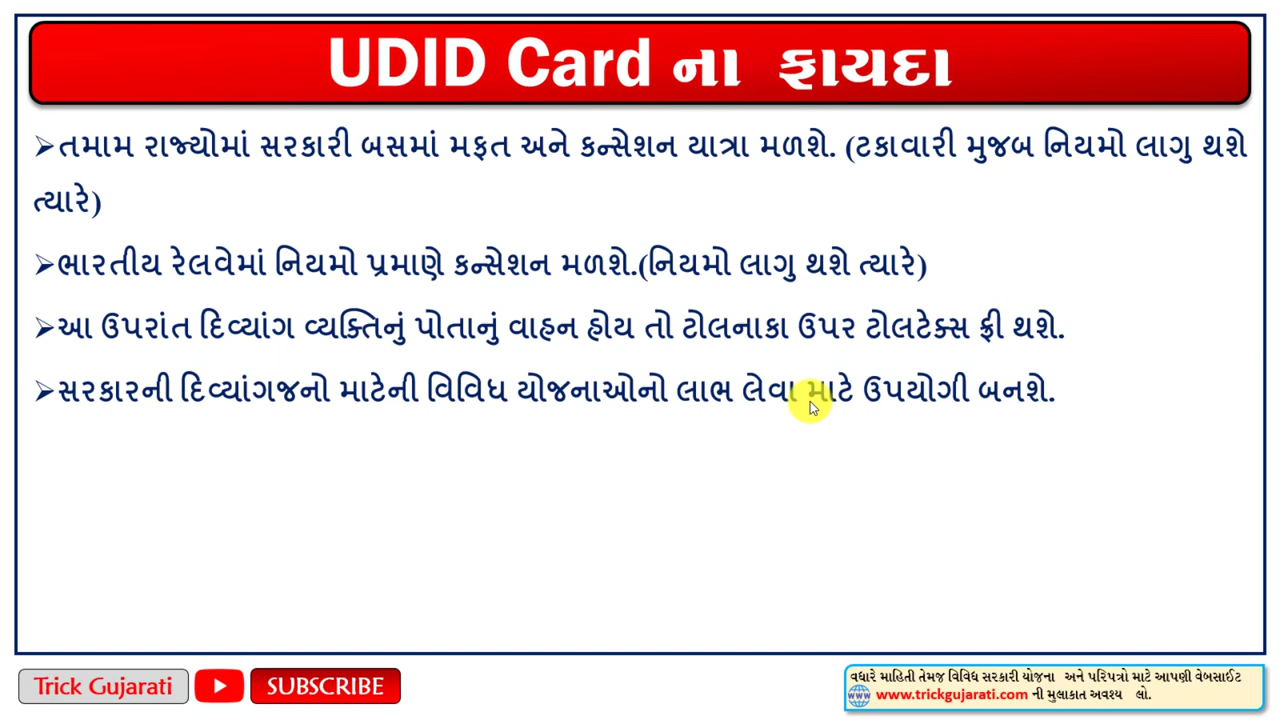 UDID Card ના ફાયદા
➢તમામ રાજ્યોમાં સરકારી બસમાં મફત અને કન્સેશન યાત્રા મળશે. (ટકાવારી મુજબ નિયમો લાગુ થશે
ત્યારે)
➢ભારતીય રેલવેમાં નિયમો પ્રમાણે કન્સેશન મળશે.(નિયમો લાગુ થશે ત્યારે)
➢આ ઉપરાંત દિવ્યાંગ વ્યક્તિનું પોતાનું વાહન હોય તો ટોલનાકા ઉપર ટોલટેક્સ ફ્રી થશે.
➢સરકારની દિવ્યાંગજનો માટેની વિવિધ યોજનાઓનો લાભ લેવા માટે ઉપયોગી બનશે.
Trick Gujarati SUBSCRIBE
વધારે માહિતી તેમજ વિવિધ સરકારી યોજના અને પરિપત્રો માટે આપણી વેબસાઈટ
www www.trickgujarati.com ની મુલાકાત અવશ્ય લો.